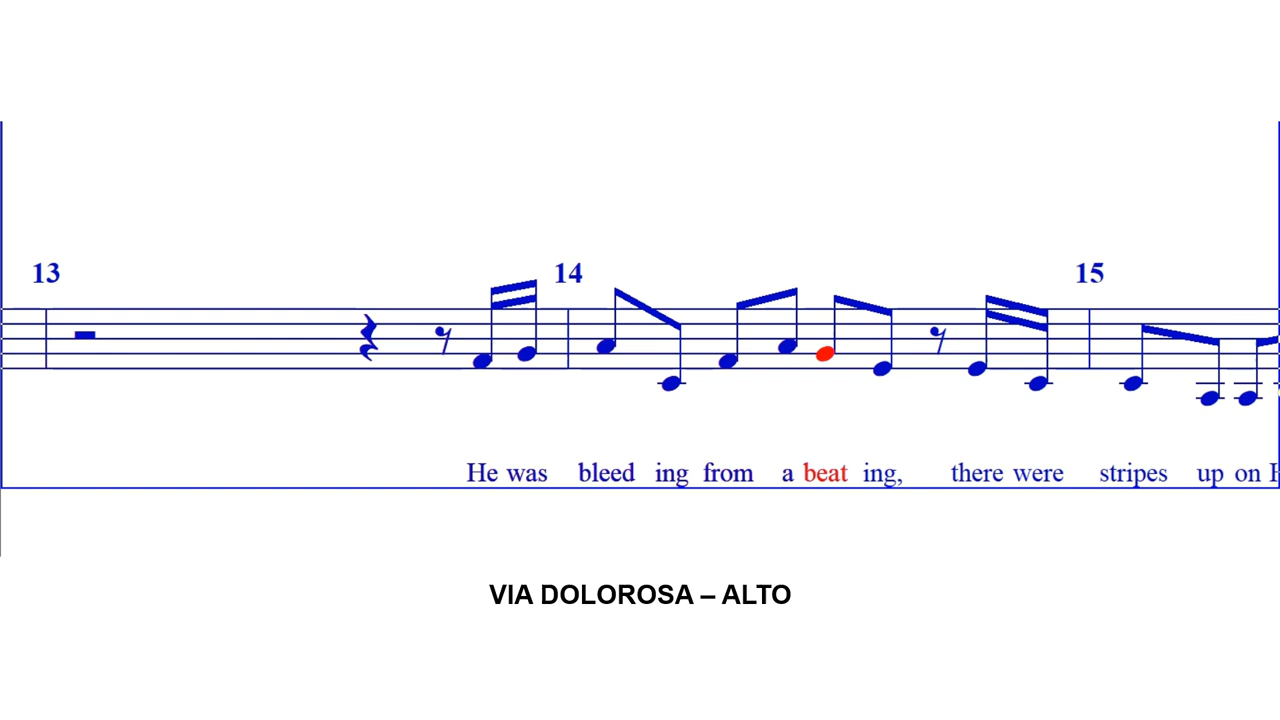 13 14 15
He was bleed ing from a beat ing, there were stripes up on
VIA DOLOROSA – ALTO